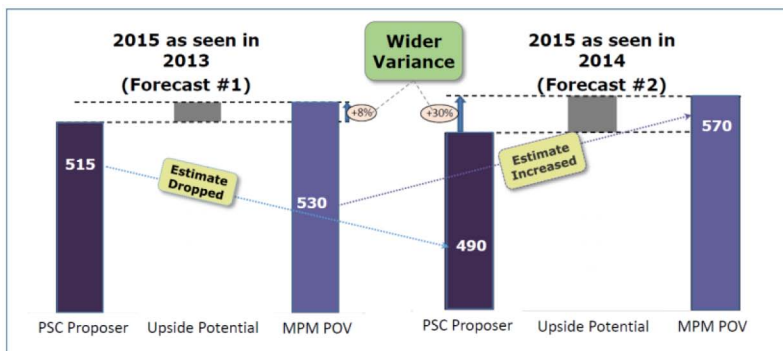 2015 as seen in
2013
(Forecast #1)
Wider
Variance
2015 as seen in
2014
(Forecast #2)
+8%
+30%
515
Estimate
Dropped
530
490
Estimate
Increased
570
PSC Proposer
Upside Potential
MPM POV
PSC Proposer
Upside Potential
MPM POV